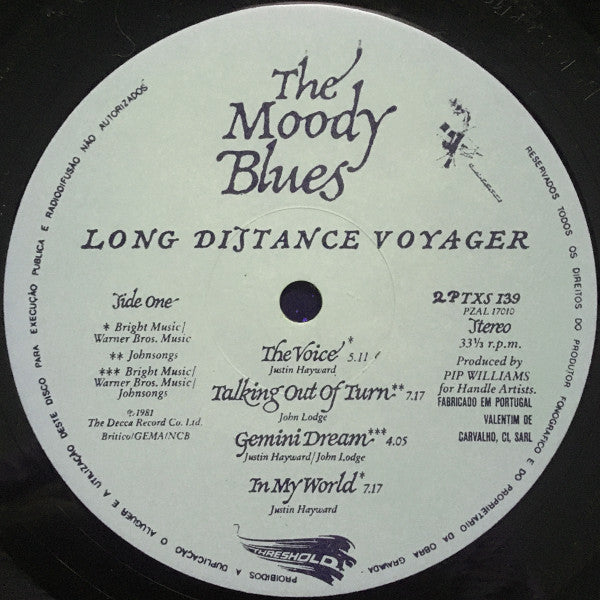 The
Moody
Blues
LONG DISTANCE VOYAGER
Side One
* Bright Music/
Warner Bros. Music
** Johnsongs
*** Bright Music/
Warner Bros. Music/
Johnsongs
℗ 1981
The Decca Record Co. Ltd.
Britico/GEMA/NCB
The Voice* 5.11
Justin Hayward
Talking Out Of Turn** 7.17
John Lodge
Gemini Dream*** 4.05
Justin Hayward/John Lodge
In My World* 7.17
Justin Hayward
2PTXS 139
PZAL 17010
Stereo
33⅓ r.p.m.
Produced by
PIP WILLIAMS
for Handle Artists.
FABRICADO EM PORTUGAL
VALENTIM DE
CARVALHO, CI, SARL
THRESHOLD
RESERVADOS TODOS OS DIREITOS DO PRODUTOR FONOGRÁFICO E DO PROPRIETARIO DA OBRA GRAVADA
PROIBIDOS A DUPLICAÇÃO O ALUGUER E A UTILIZAÇÃO DESTE DISCO PARA EXECUÇÃO PUBLICA E RADIODIFUSÃO NÃO AUTORIZADOS